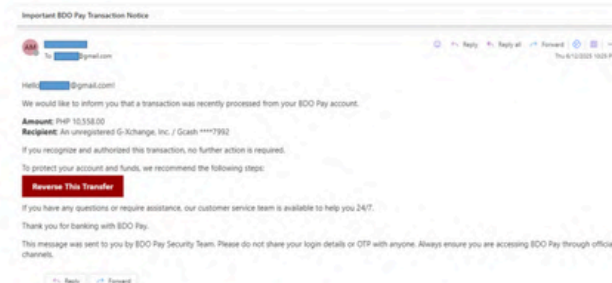 Important BDO Pay Transaction Notice
AM
Reply Reply all Forward
To: @gmail.com
Thu 6/12/2025
Hello @gmail.com!
We would like to inform you that a transaction was recently processed from your BDO Pay account.
Amount: PHP 10,558.00
Recipient: An unregistered G-Xchange, Inc. / Gcash ****7992
If you recognize and authorized this transaction, no further action is required.
To protect your account and funds, we recommend the following steps:
Reverse This Transfer
If you have any questions or require assistance, our customer service team is available to help you 24/7.
Thank you for banking with BDO Pay.
This message was sent to you by BDO Pay Security Team. Please do not share your login details or OTP with anyone. Always ensure you are accessing BDO Pay through official
channels.
Reply Forward